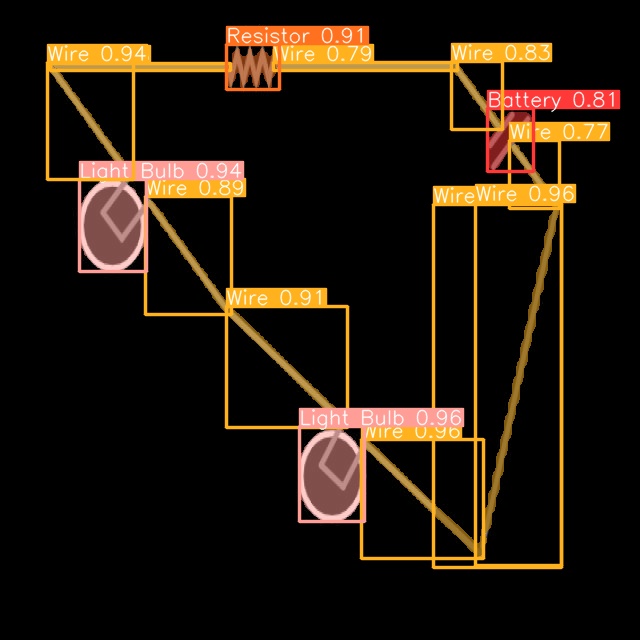 Resistor 0.91
Wire 0.94
Wire 0.79
Wire 0.83
Battery 0.81
Wire 0.77
Light Bulb 0.94
Wire 0.89
Wire
Wire 0.96
Wire 0.91
Light Bulb 0.96
Wire 0.96